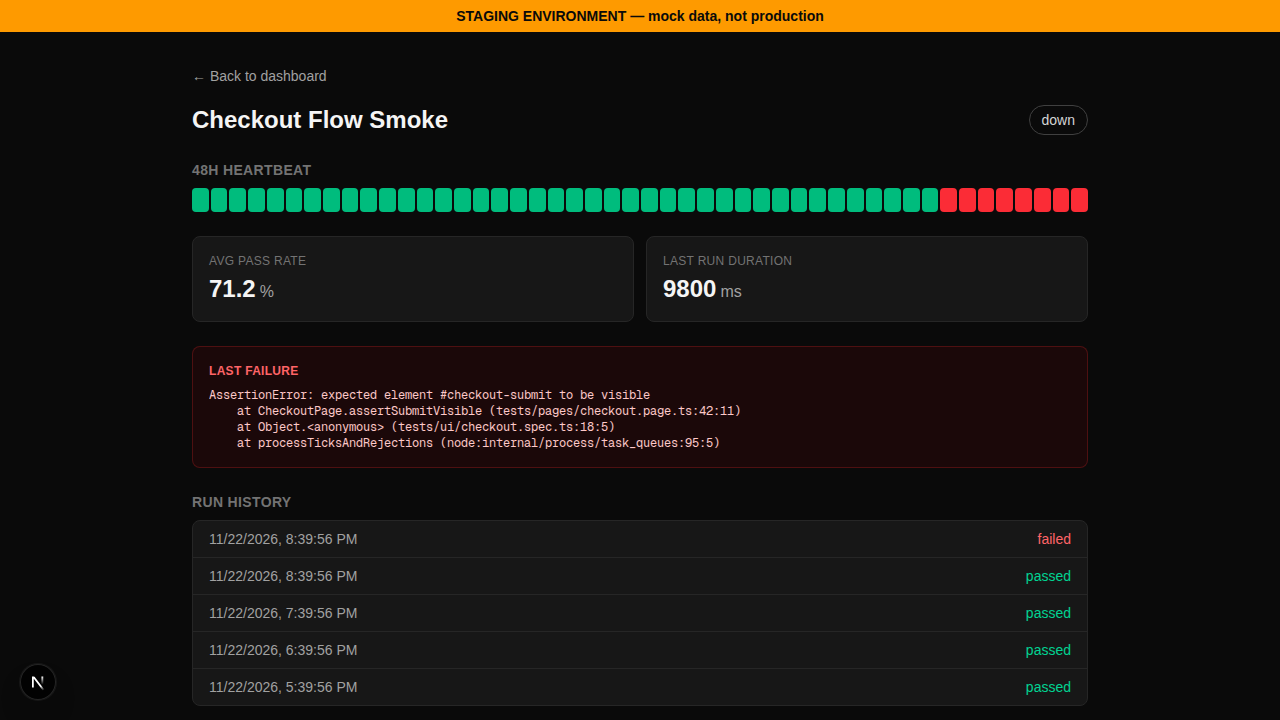 STAGING ENVIRONMENT — mock data, not production
← Back to dashboard
Checkout Flow Smoke
down
48H HEARTBEAT
AVG PASS RATE
71.2 %
LAST RUN DURATION
9800 ms
LAST FAILURE
AssertionError: expected element #checkout-submit to be visible
    at CheckoutPage.assertSubmitVisible (tests/pages/checkout.page.ts:42:11)
    at Object.<anonymous> (tests/ui/checkout.spec.ts:18:5)
    at processTicksAndRejections (node:internal/process/task_queues:95:5)
RUN HISTORY
11/22/2026, 8:39:56 PM failed
11/22/2026, 8:39:56 PM passed
11/22/2026, 7:39:56 PM passed
11/22/2026, 6:39:56 PM passed
11/22/2026, 5:39:56 PM passed
N